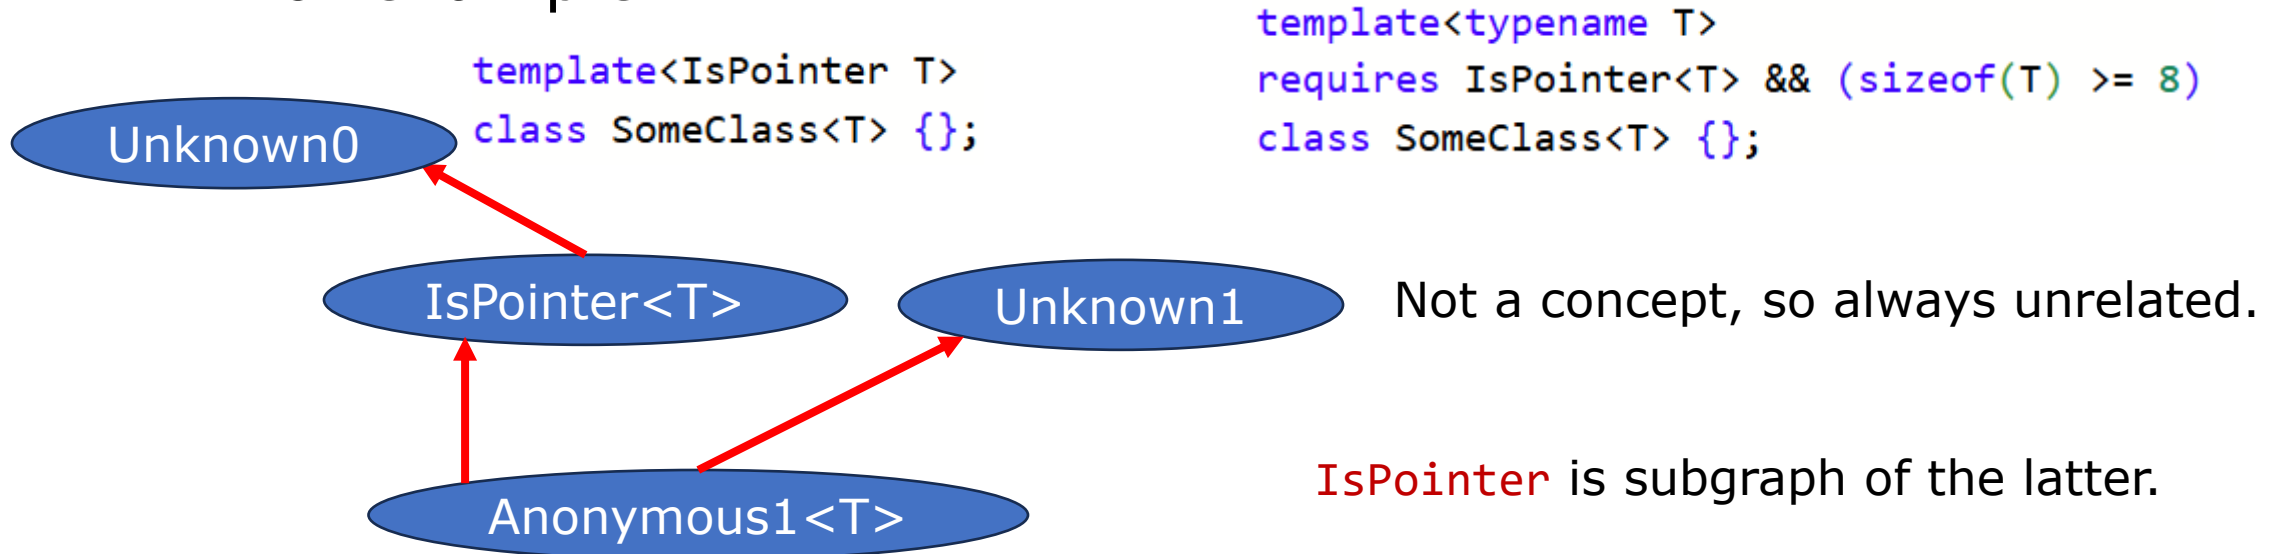 template<IsPointer T>
class SomeClass<T> {};
template<typename T>
requires IsPointer<T> && (sizeof(T) >= 8)
class SomeClass<T> {};
Unknown0
IsPointer<T>
Unknown1
Not a concept, so always unrelated.
IsPointer is subgraph of the latter.
Anonymous1<T>